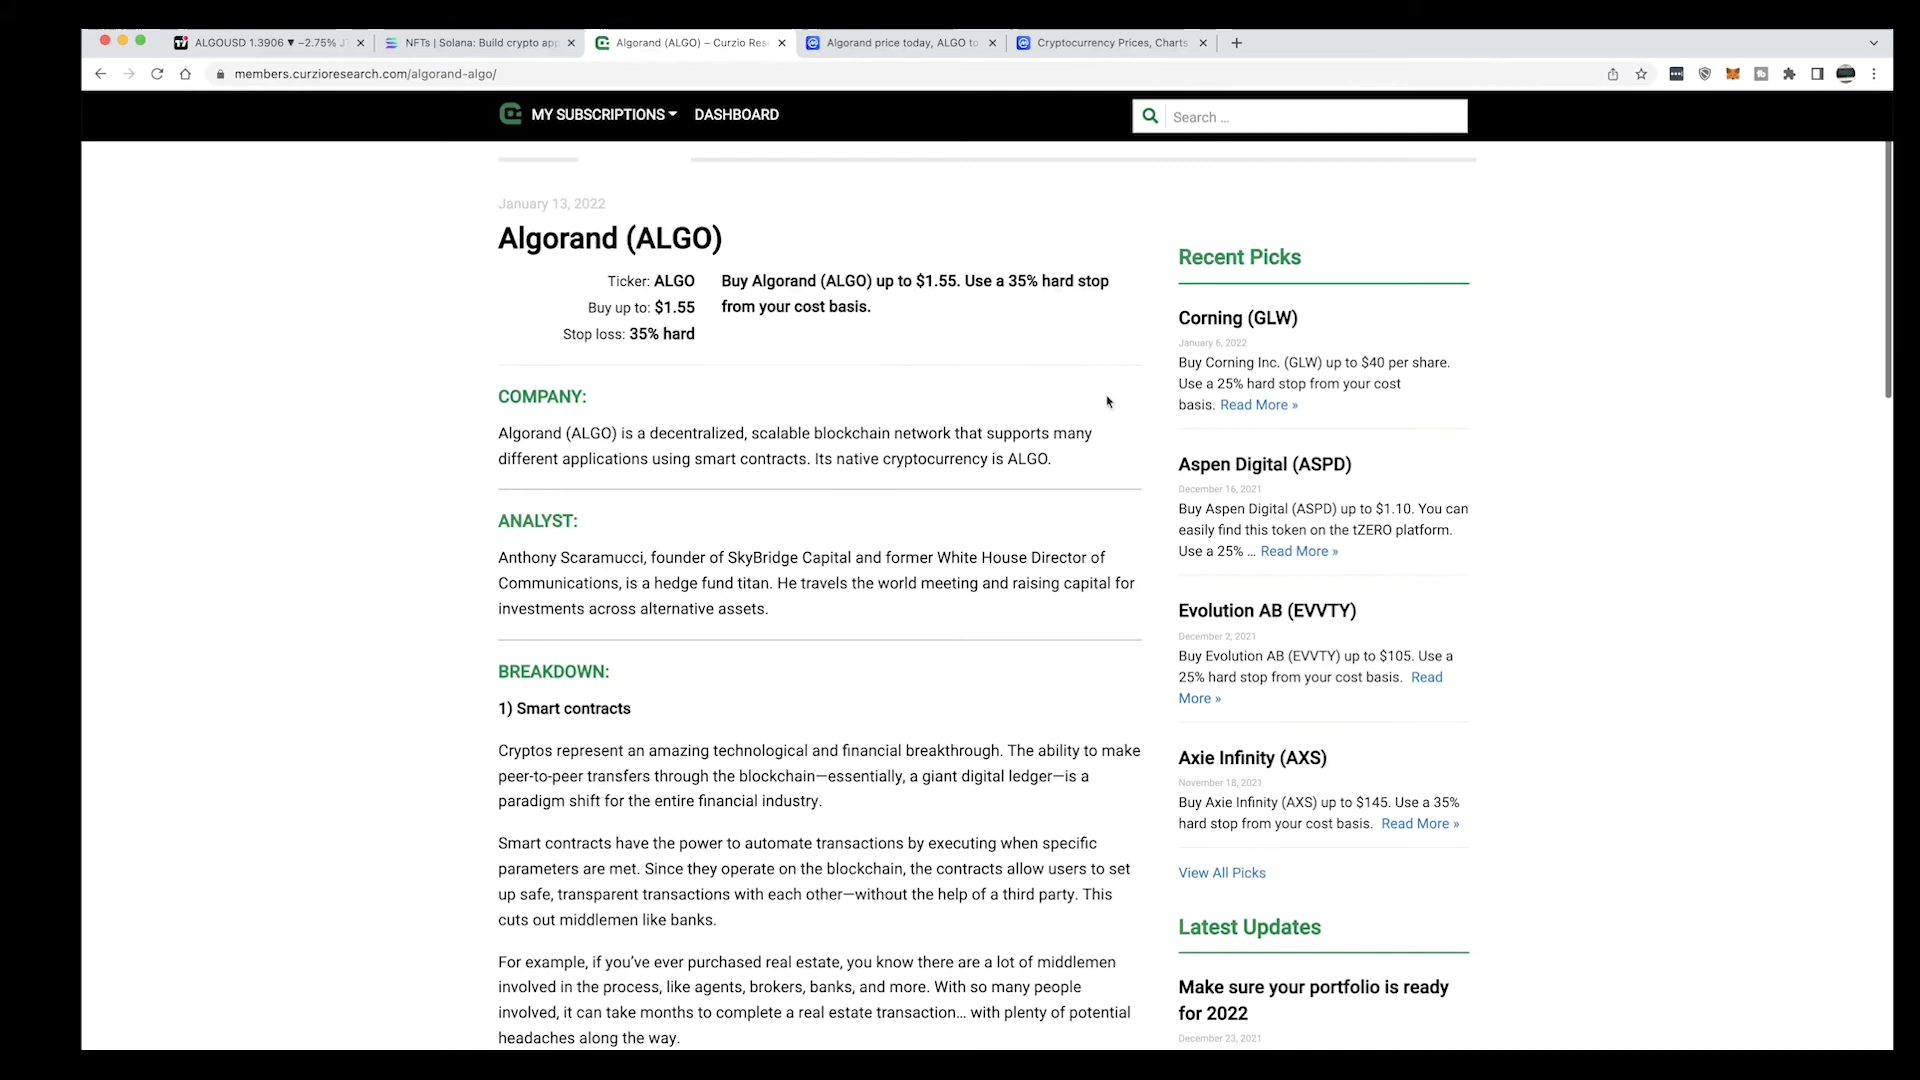 ALGOUSD 1.3906 ▼ −2.75%
NFTs | Solana: Build crypto app
Algorand (ALGO) – Curzio Res
Algorand price today, ALGO to
Cryptocurrency Prices, Charts
members.curzioresearch.com/algorand-algo/
MY SUBSCRIPTIONS DASHBOARD
Search ...
January 13, 2022
Algorand (ALGO)
Ticker: ALGO
Buy up to: $1.55
Stop loss: 35% hard
Buy Algorand (ALGO) up to $1.55. Use a 35% hard stop
from your cost basis.
COMPANY:
Algorand (ALGO) is a decentralized, scalable blockchain network that supports many
different applications using smart contracts. Its native cryptocurrency is ALGO.
ANALYST:
Anthony Scaramucci, founder of SkyBridge Capital and former White House Director of
Communications, is a hedge fund titan. He travels the world meeting and raising capital for
investments across alternative assets.
BREAKDOWN:
1) Smart contracts
Cryptos represent an amazing technological and financial breakthrough. The ability to make
peer-to-peer transfers through the blockchain—essentially, a giant digital ledger—is a
paradigm shift for the entire financial industry.
Smart contracts have the power to automate transactions by executing when specific
parameters are met. Since they operate on the blockchain, the contracts allow users to set
up safe, transparent transactions with each other—without the help of a third party. This
cuts out middlemen like banks.
For example, if you’ve ever purchased real estate, you know there are a lot of middlemen
involved in the process, like agents, brokers, banks, and more. With so many people
involved, it can take months to complete a real estate transaction… with plenty of potential
headaches along the way.
Recent Picks
Corning (GLW)
January 6, 2022
Buy Corning Inc. (GLW) up to $40 per share.
Use a 25% hard stop from your cost
basis. Read More »
Aspen Digital (ASPD)
December 16, 2021
Buy Aspen Digital (ASPD) up to $1.10. You can
easily find this token on the tZERO platform.
Use a 25% … Read More »
Evolution AB (EVVTY)
December 2, 2021
Buy Evolution AB (EVVTY) up to $105. Use a
25% hard stop from your cost basis. Read
More »
Axie Infinity (AXS)
November 18, 2021
Buy Axie Infinity (AXS) up to $145. Use a 35%
hard stop from your cost basis. Read More »
View All Picks
Latest Updates
Make sure your portfolio is ready
for 2022
December 23, 2021